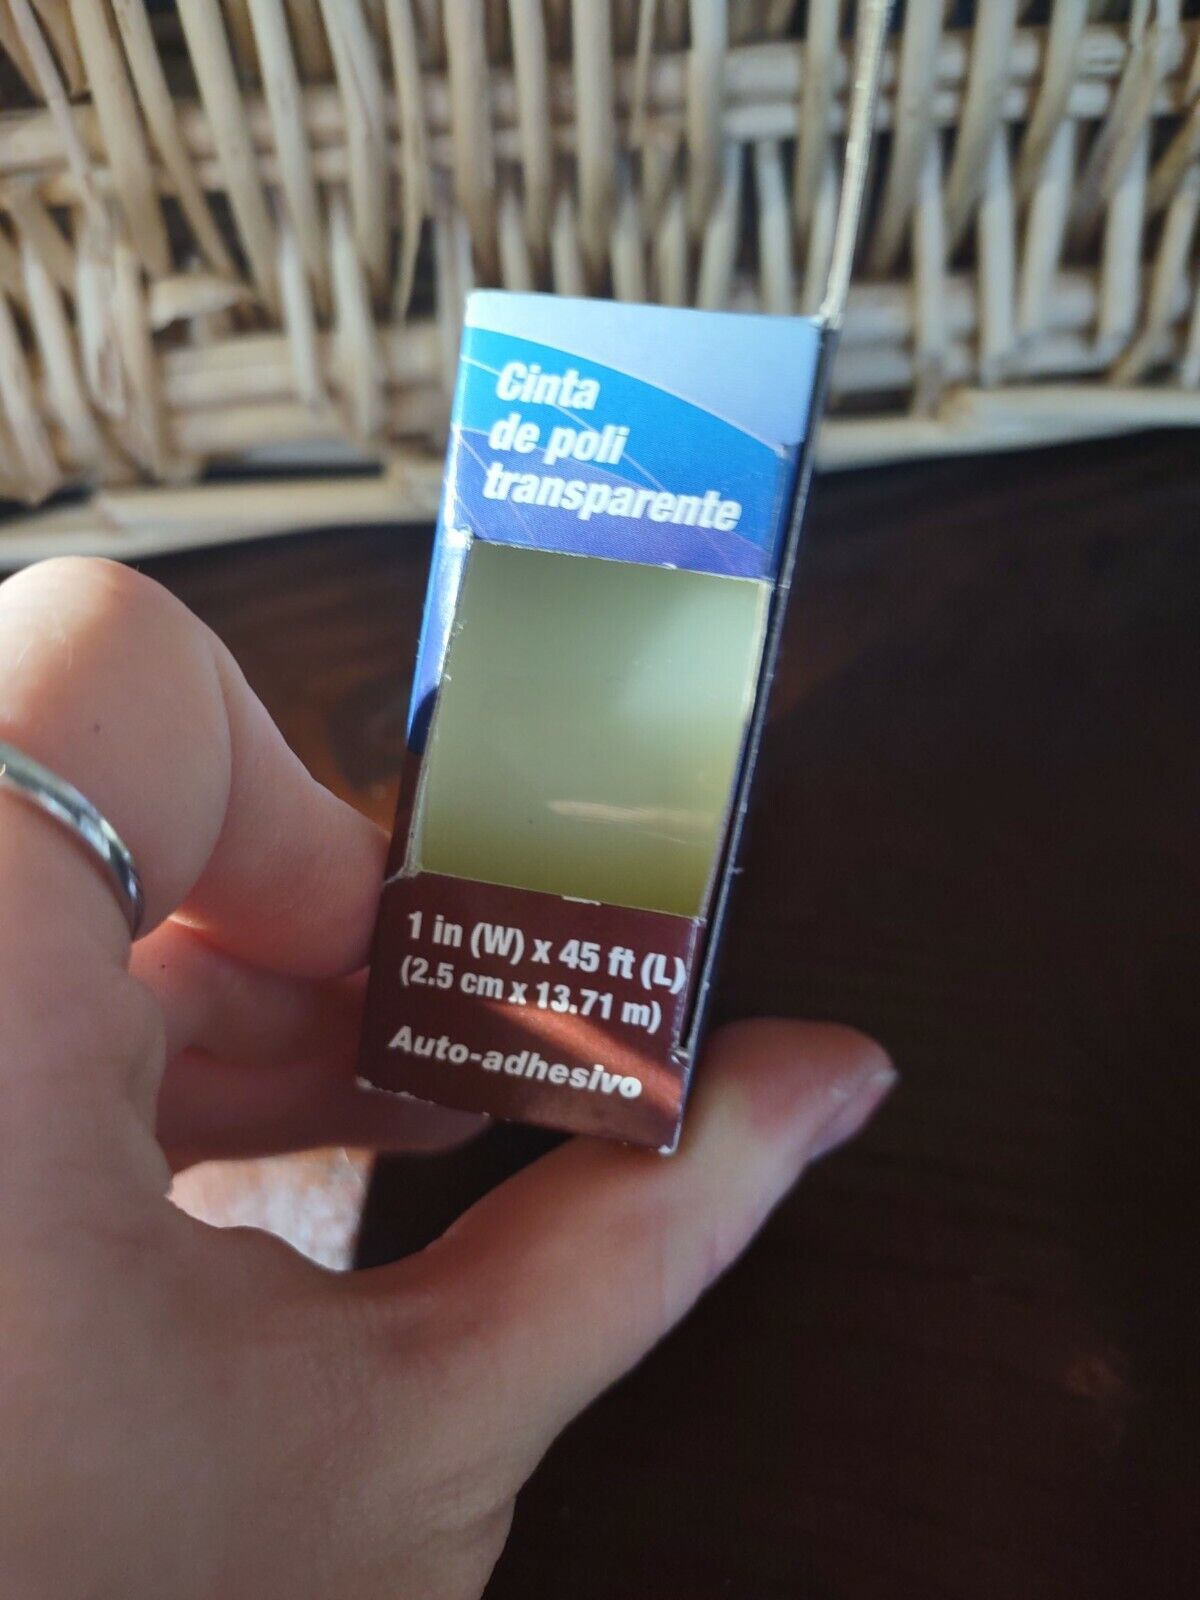 Cinta
de poli
transparente
1 in (W) x 45 ft (L)
(2.5 cm x 13.71 m)
Auto-adhesivo